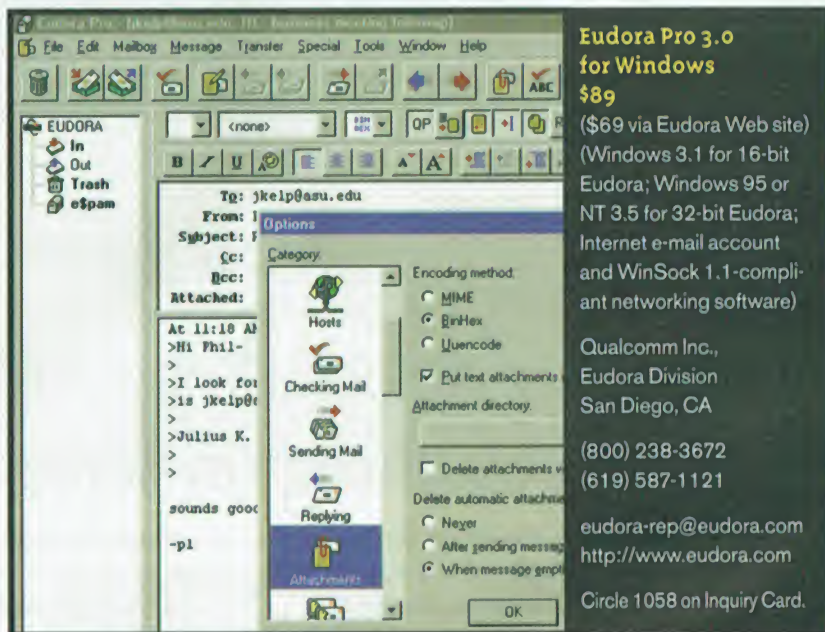 Eudora Pro
File Edit Mailbox Message Transfer Special Tools Window Help
ABC
EUDORA
In
Out
Trash
e$pam
<none>
QP
B I U
A A
To: jkelp@asu.edu
From:
Subject:
Cc:
Bcc:
Attached:
At 11:18
>Hi Phil-
>
>I look
>is
>
>Julius K.
>
>
sounds
-pl
Options
Category:
Hosts
Checking Mail
Sending Mail
Replying
Attachments
Encoding method:
MIME
BinHex
Uuencode
Put text attachments
Attachment directory:
Delete attachments
Delete automatic
Never
After sending
When message
OK
Eudora Pro 3.0
for Windows
$89
($69 via Eudora Web site)
(Windows 3.1 for 16-bit
Eudora; Windows 95 or
NT 3.5 for 32-bit Eudora;
Internet e-mail account
and WinSock 1.1-compli-
ant networking software)
Qualcomm Inc.,
Eudora Division
San Diego, CA
(800) 238-3672
(619) 587-1121
eudora-rep@eudora.com
http://www.eudora.com
Circle 1058 on Inquiry Card.